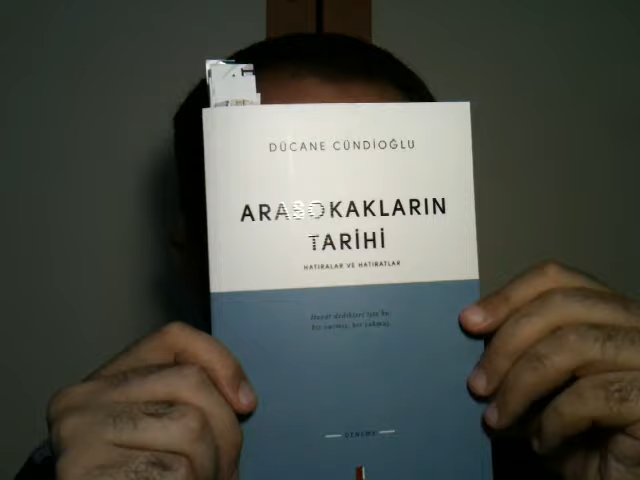 DÜCANE CÜNDİOĞLU
ARASOKAKLARIN
TARİHİ
HATIRALAR VE HATIRATLAR